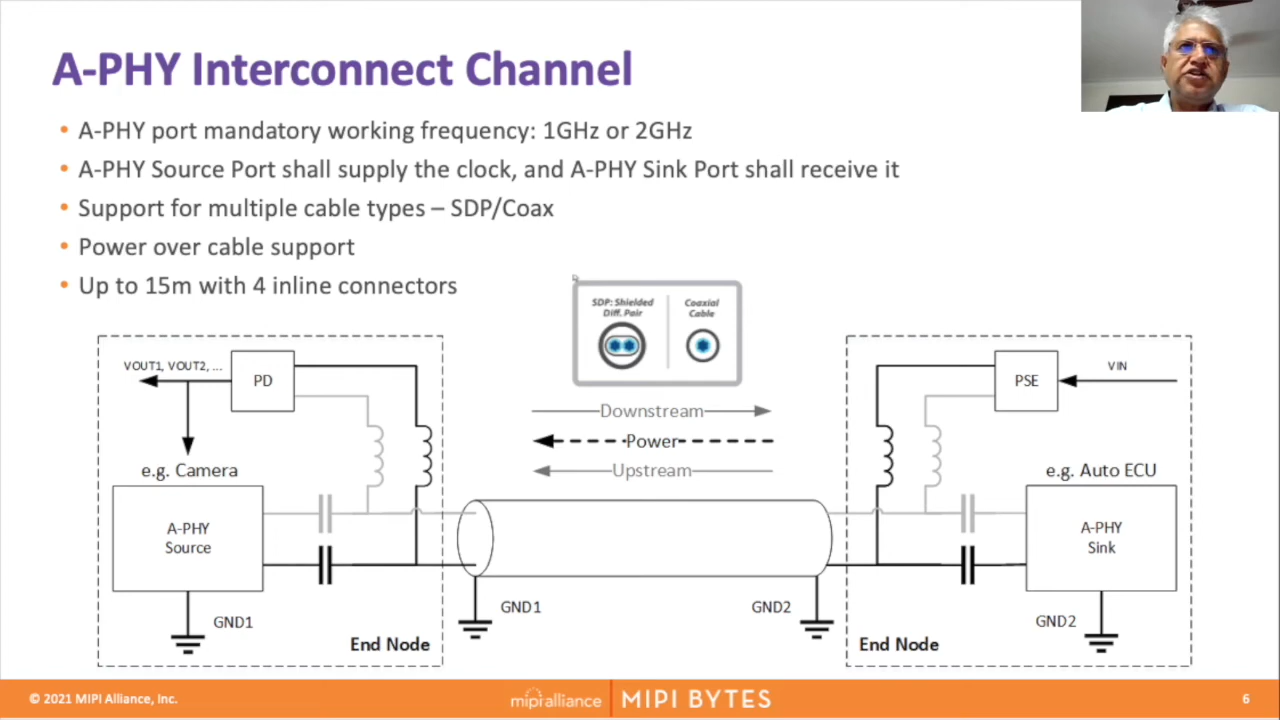 A-PHY Interconnect Channel
• A-PHY port mandatory working frequency: 1GHz or 2GHz
• A-PHY Source Port shall supply the clock, and A-PHY Sink Port shall receive it
• Support for multiple cable types – SDP/Coax
• Power over cable support
• Up to 15m with 4 inline connectors
SDP: Shielded
Diff. Pair
Coaxial
Cable
VOUT1, VOUT2, ...
PD
PSE
VIN
Downstream
Power
Upstream
e.g. Camera
e.g. Auto ECU
A-PHY
Source
A-PHY
Sink
GND1
GND1
GND2
GND2
End Node
End Node
© 2021 MIPI Alliance, Inc.
mipi alliance
MIPI BYTES
6